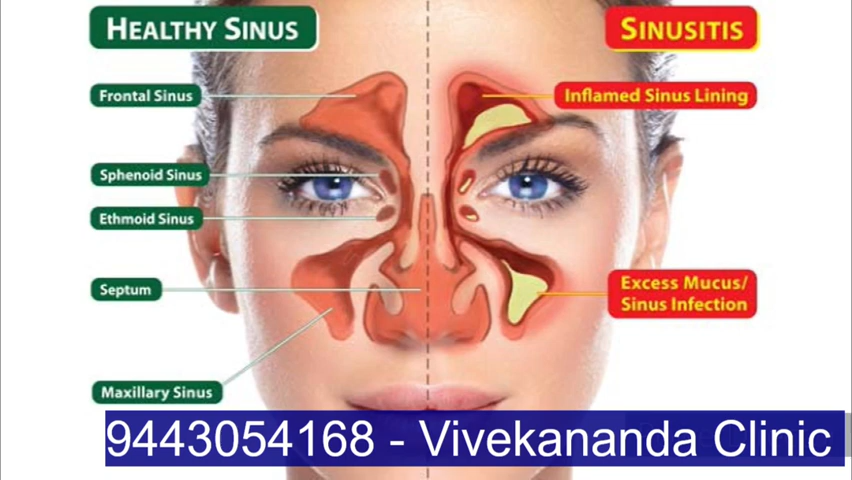 HEALTHY SINUS
SINUSITIS
Frontal Sinus
Inflamed Sinus Lining
Sphenoid Sinus
Ethmoid Sinus
Septum
Excess Mucus/
Sinus Infection
Maxillary Sinus
9443054168 - Vivekananda Clinic